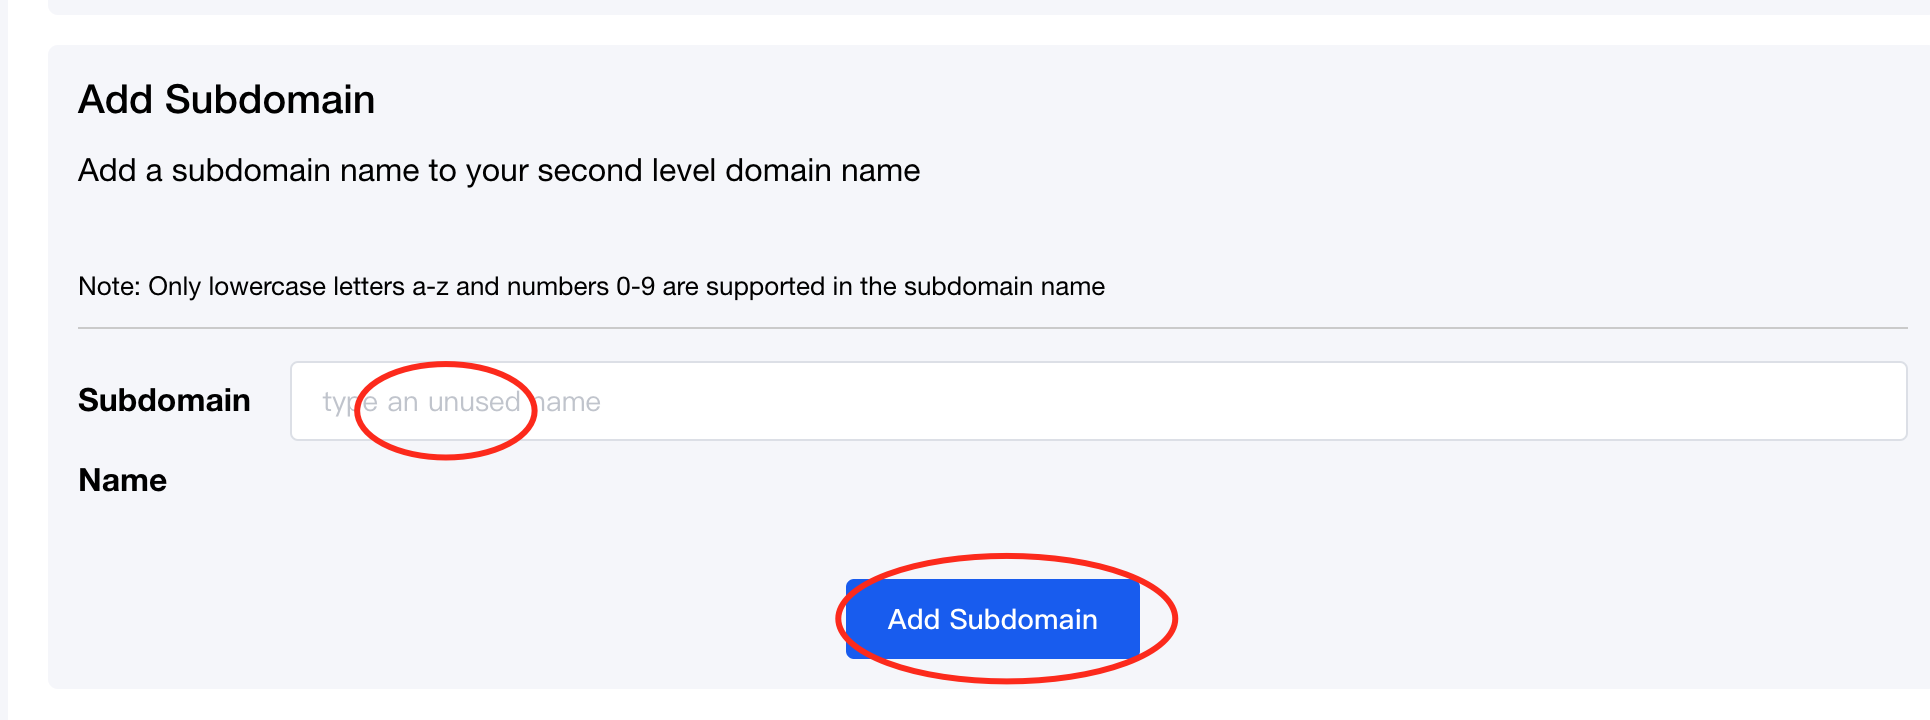 Add Subdomain
Add a subdomain name to your second level domain name
Note: Only lowercase letters a-z and numbers 0-9 are supported in the subdomain name
Subdomain
type an unused name
Name
Add Subdomain